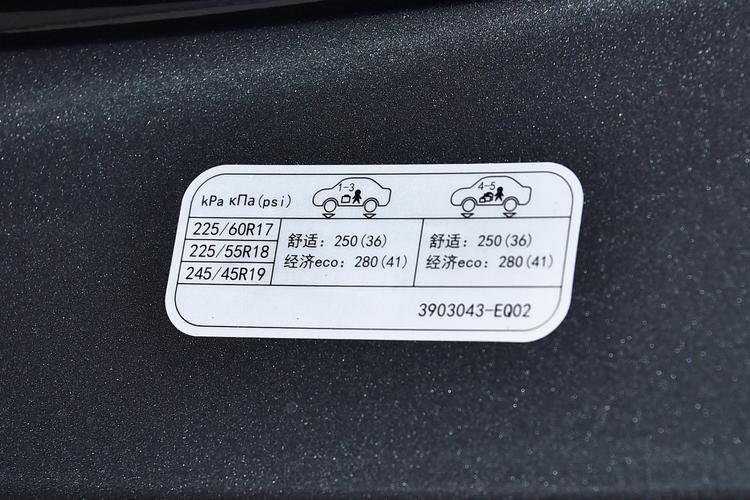 kPa кПа(psi) 1-3 4-5
225/60R17
225/55R18
245/45R19
舒适: 250(36)
经济eco: 280(41)
舒适: 250(36)
经济eco: 280(41)
3903043-EQ02